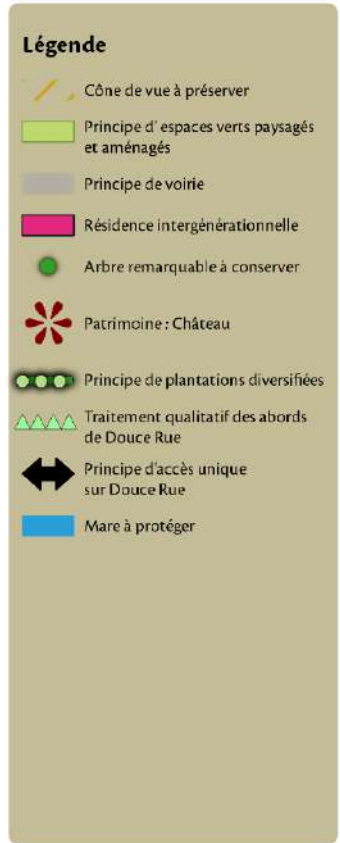 Légende
Cône de vue à préserver
Principe d' espaces verts paysagés
et aménagés
Principe de voirie
Résidence intergénérationnelle
Arbre remarquable à conserver
Patrimoine : Château
Principe de plantations diversifiées
Traitement qualitatif des abords
de Douce Rue
Principe d'accès unique
sur Douce Rue
Mare à protéger